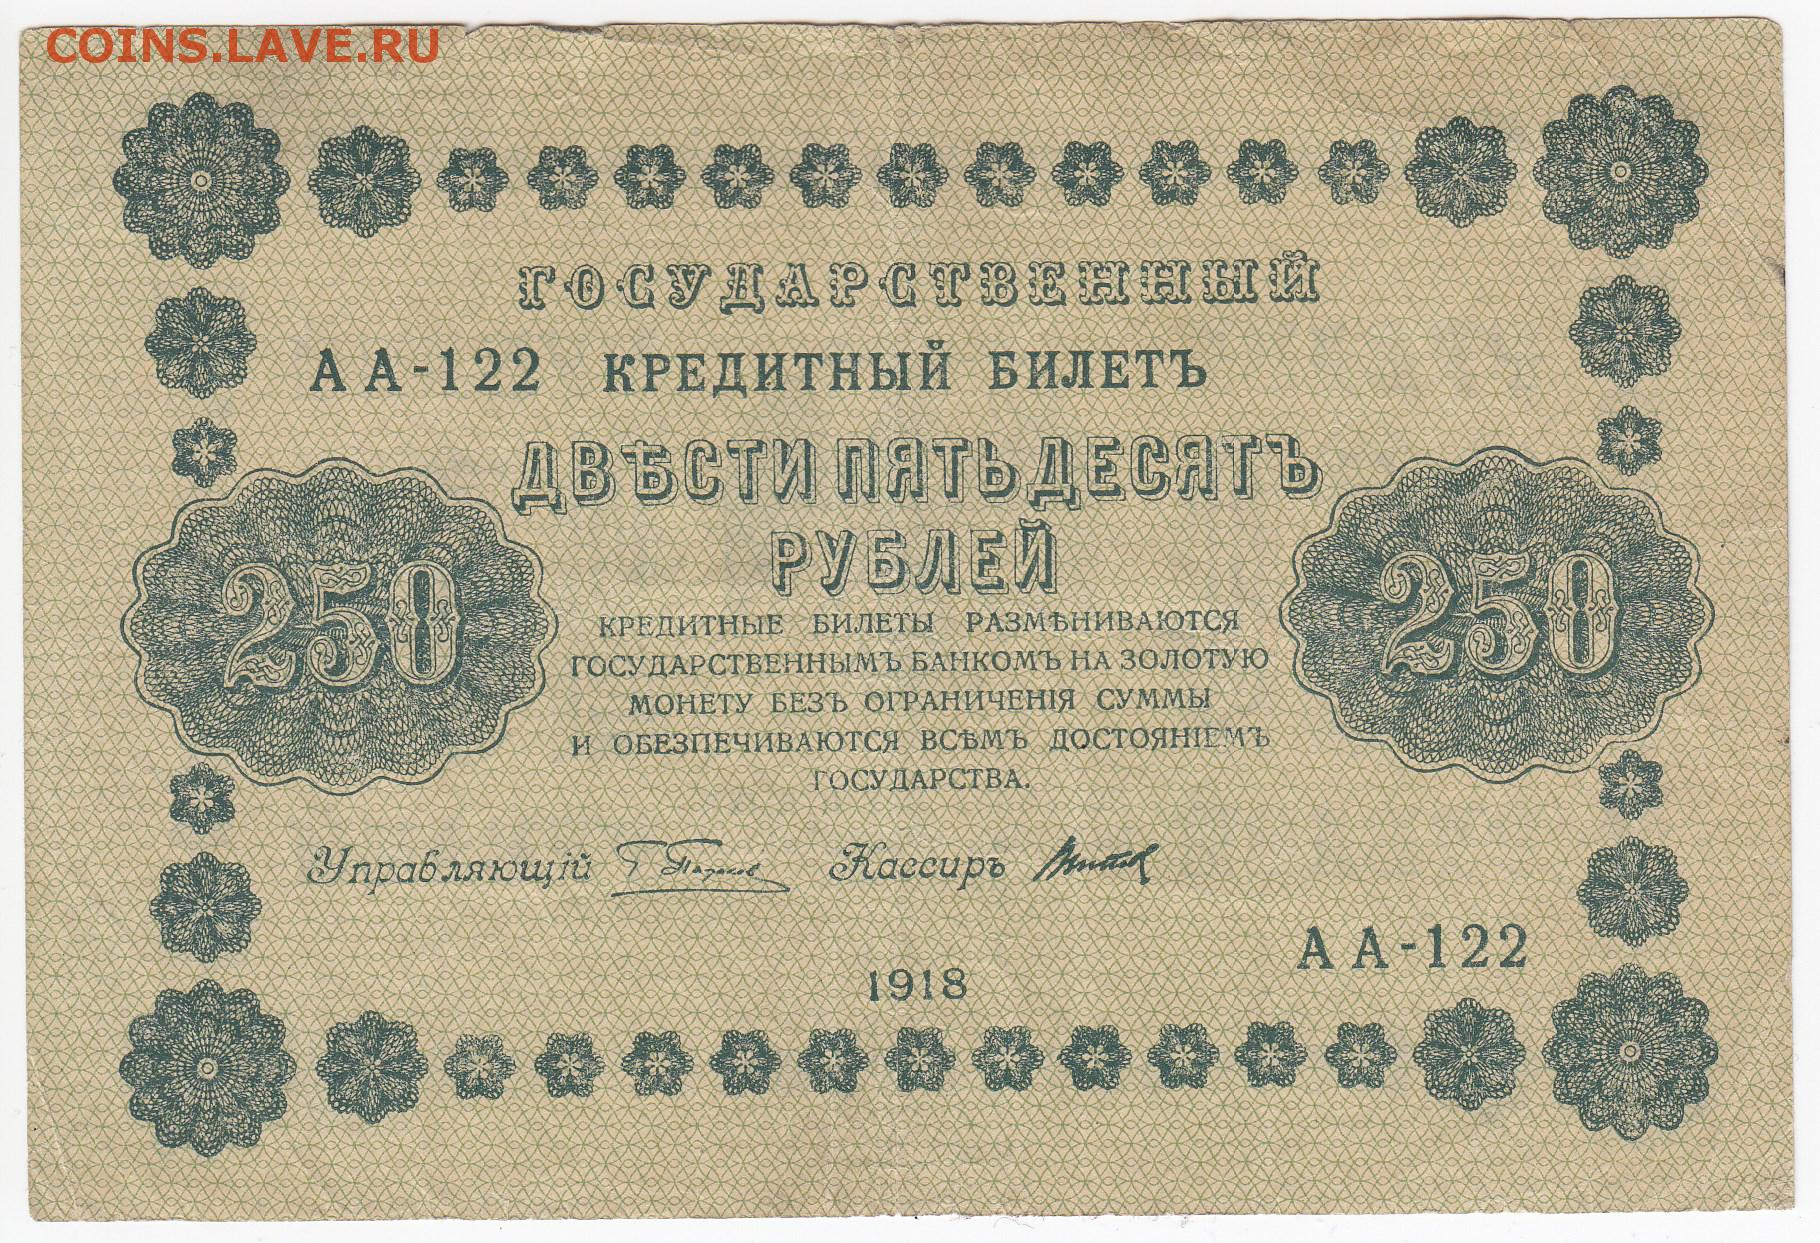 COINS.LAVE.RU
ГОСУДАРСТВЕННЫЙ
АА-122 КРЕДИТНЫЙ БИЛЕТЪ
ДВѢСТИ ПЯТЬДЕСЯТЪ
РУБЛЕЙ
250
250
КРЕДИТНЫЕ БИЛЕТЫ РАЗМѢНИВАЮТСЯ
ГОСУДАРСТВЕННЫМЪ БАНКОМЪ НА ЗОЛОТУЮ
МОНЕТУ БЕЗЪ ОГРАНИЧЕНІЯ СУММЫ
И ОБЕЗПЕЧИВАЮТСЯ ВСѢМЪ ДОСТОЯНІЕМЪ
ГОСУДАРСТВА.
Управляющій Кассиръ
АА-122
1918